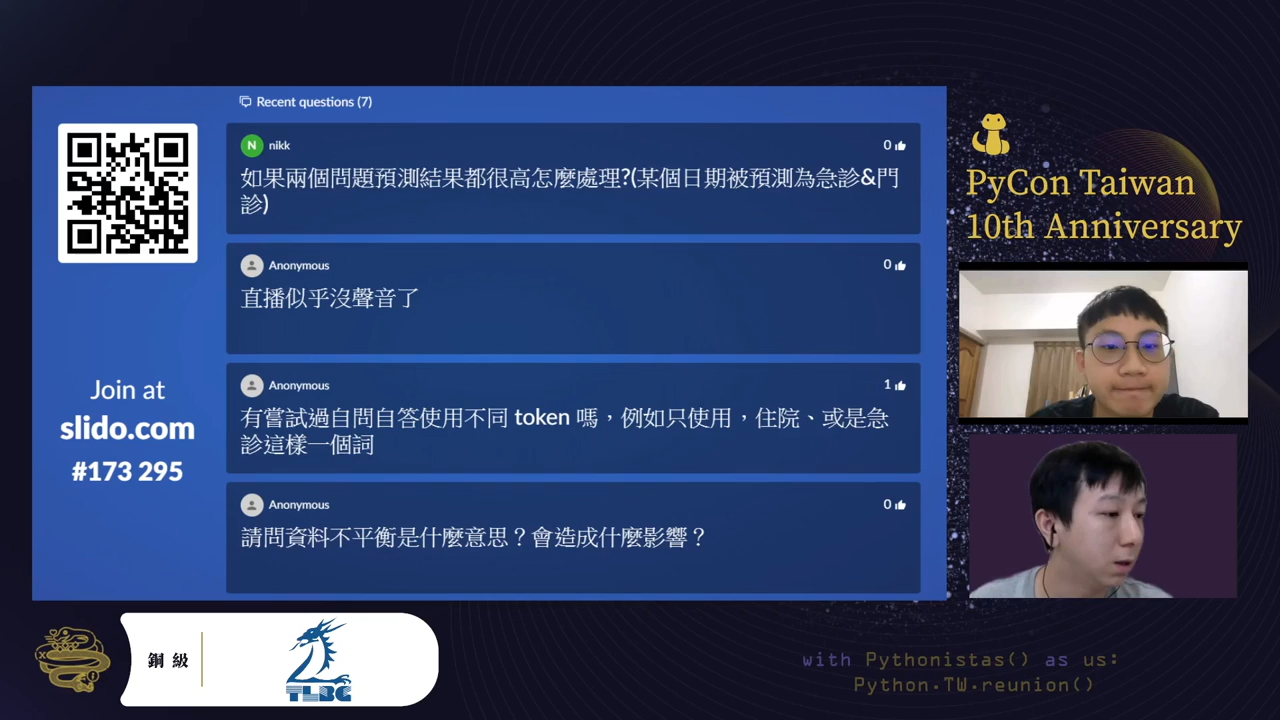 Recent questions (7)
N
nikk
0
如果兩個問題預測結果都很高怎麼處理?(某個日期被預測為急診&門
診)
Anonymous
0
直播似乎沒聲音了
Anonymous
1
有嘗試過自問自答使用不同 token 嗎，例如只使用，住院、或是急
診這樣一個詞
Anonymous
0
請問資料不平衡是什麼意思？會造成什麼影響？
Join at
slido.com
#173 295
PyCon Taiwan
10th Anniversary
銅級
TLBC
with Pythonistas() as us:
Python.TW.reunion()